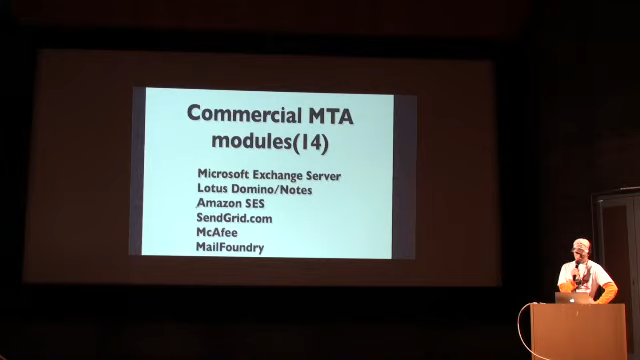 Commercial MTA
modules(14)
Microsoft Exchange Server
Lotus Domino/Notes
Amazon SES
SendGrid.com
McAfee
MailFoundry